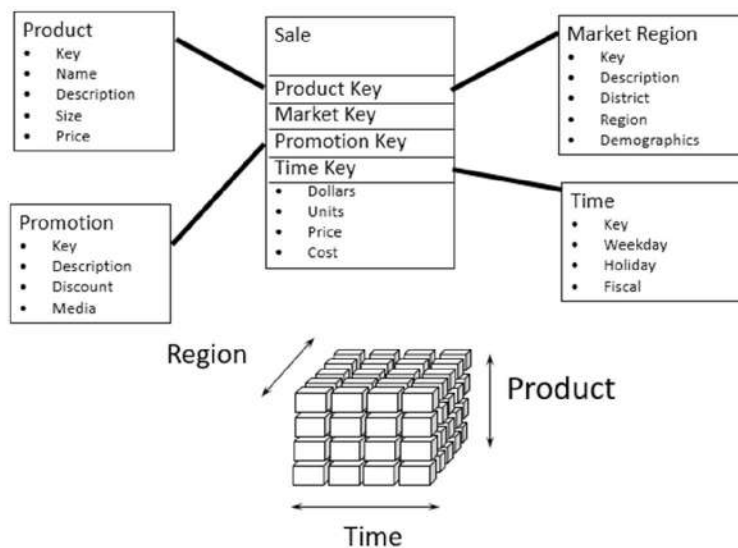 Product
• Key
• Name
• Description
• Size
• Price
Sale
Product Key
Market Key
Promotion Key
Time Key
• Dollars
• Units
• Price
• Cost
Market Region
• Key
• Description
• District
• Region
• Demographics
Promotion
• Key
• Description
• Discount
• Media
Time
• Key
• Weekday
• Holiday
• Fiscal
Region
Product
Time